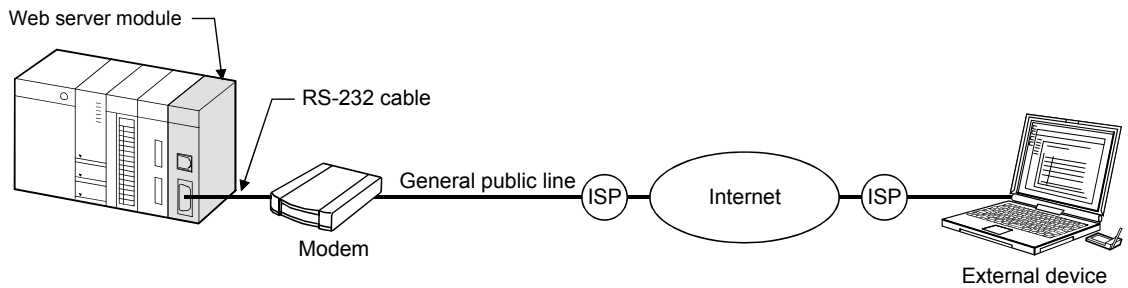 Web server module
RS-232 cable
General public line
ISP
Internet
ISP
Modem
External device